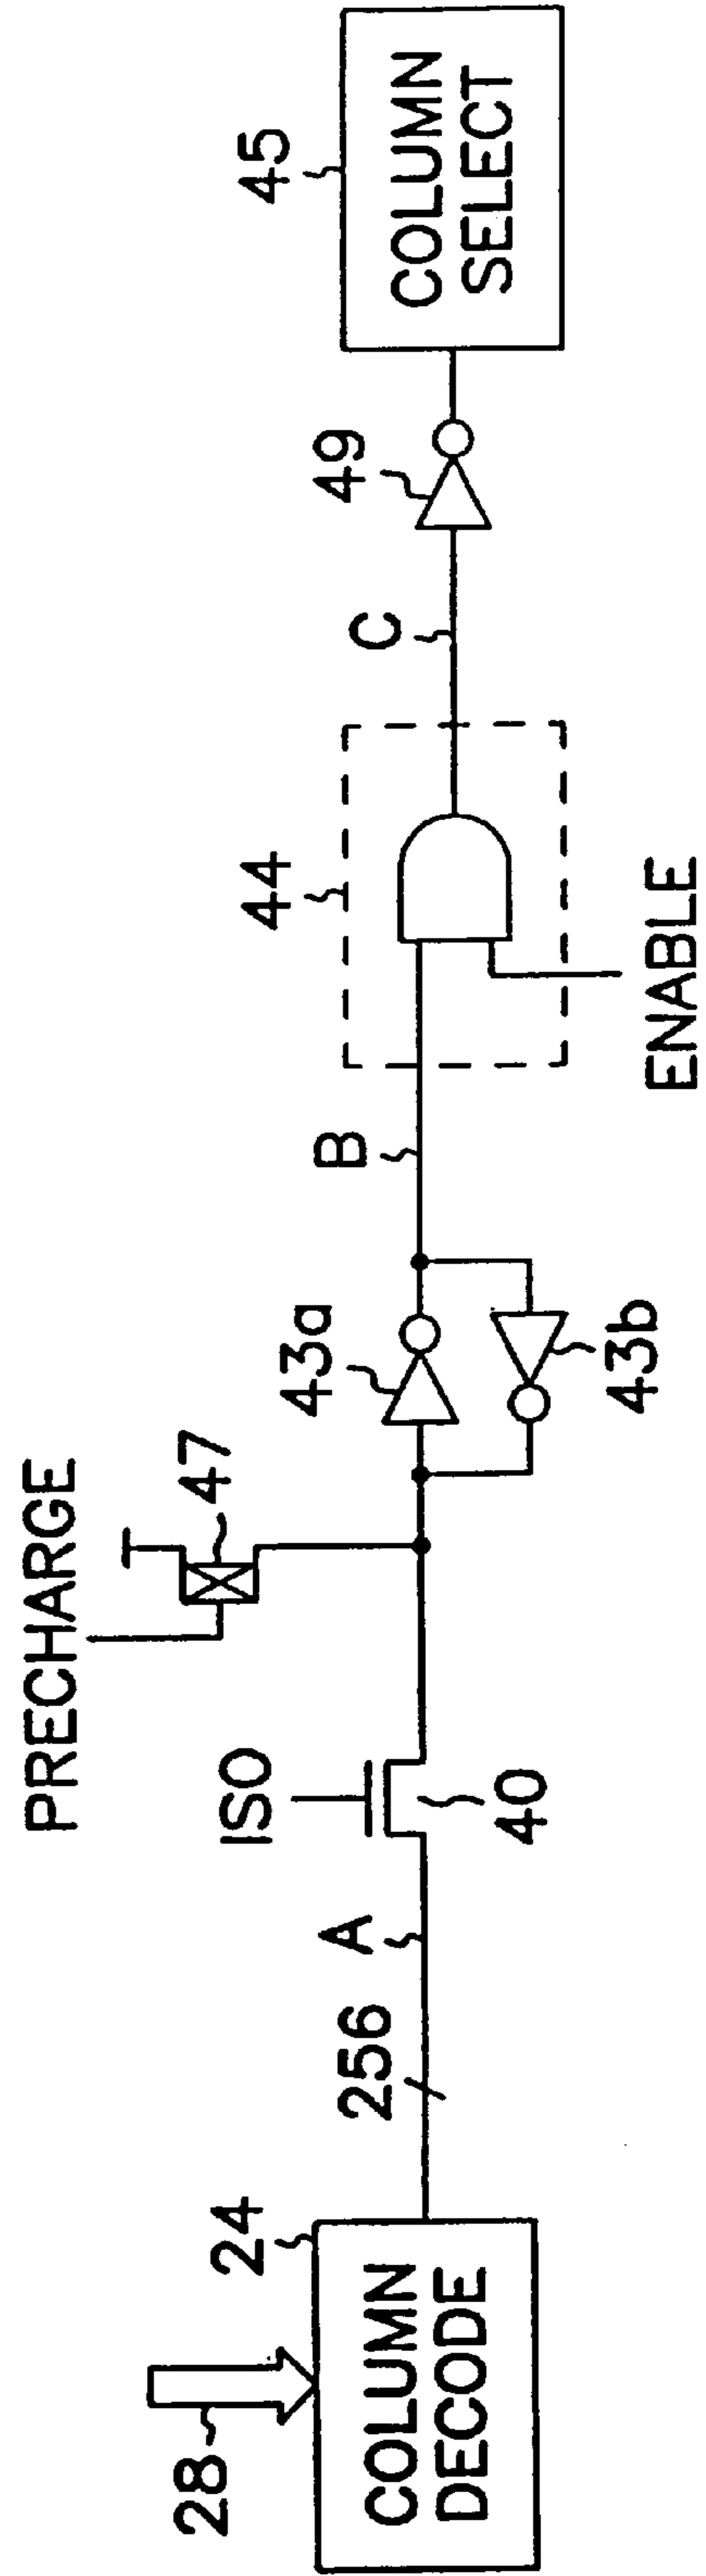 28
24
COLUMN
DECODE
256
A
ISO
40
PRECHARGE
47
43a
43b
B
44
ENABLE
C
49
45
COLUMN
SELECT